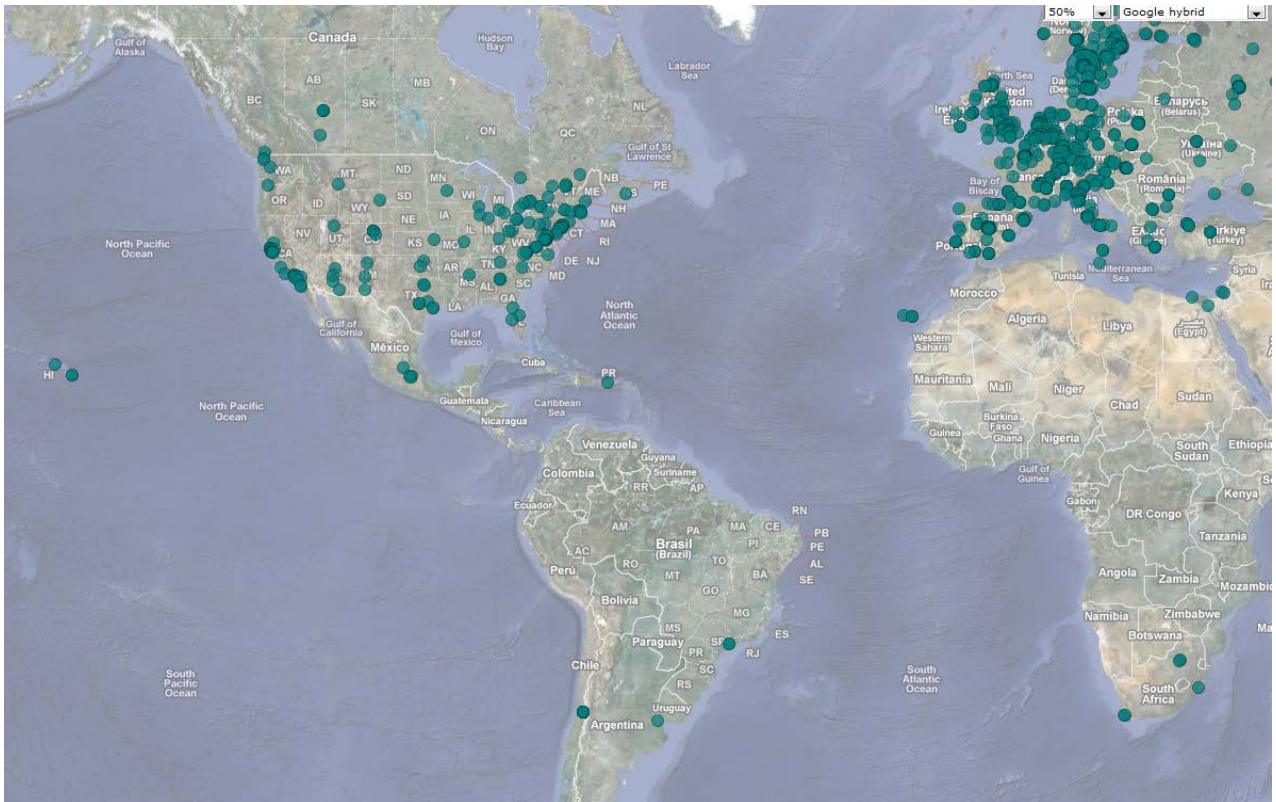 50%
Google hybrid
Gulf of
Alaska
Canada
Hudson
Bay
Labrador
Sea
North Sea
United
Kingdom
BC
AB
SK
MB
ON
QC
NL
Gulf of St
Lawrence
NB
PE
Беларусь
(Belarus)
Україна
(Ukraine)
România
(Romania)
Bay of
Biscay
España
WA
OR
ID
MT
ND
SD
MN
WI
MI
ME
NH
MA
RI
CT
NJ
DE
MD
WY
NE
IA
IL
IN
NV
UT
CA
KS
MO
KY
WV
TN
NC
SC
AR
MS
AL
GA
LA
TX
North Pacific
Ocean
North
Atlantic
Ocean
Gulf of
California
Gulf of
Mexico
México
Cuba
PR
HI
North Pacific
Ocean
Guatemala
Nicaragua
Caribbean
Sea
Türkiye
(Turkey)
Mediterranean
Sea
Syria
Tunisia
Morocco
Algeria
Libya
(Egypt)
Western
Sahara
Mauritania
Mali
Niger
Chad
Sudan
Burkina
Faso
Guinea
Ghana
Nigeria
South
Sudan
Ethiopia
Gulf of
Guinea
Gabon
DR Congo
Kenya
Tanzania
Angola
Zambia
Mozambi
Namibia
Zimbabwe
Botswana
South
Africa
Venezuela
Guyana
Suriname
Colombia
Ecuador
RR
AP
AM
PA
MA
CE
RN
PB
PE
AL
SE
PI
AC
RO
TO
BA
Brasil
(Brazil)
MT
GO
MG
ES
RJ
MS
PR
SC
RS
Perú
Bolivia
Paraguay
Chile
Uruguay
Argentina
South
Pacific
Ocean
South
Atlantic
Ocean